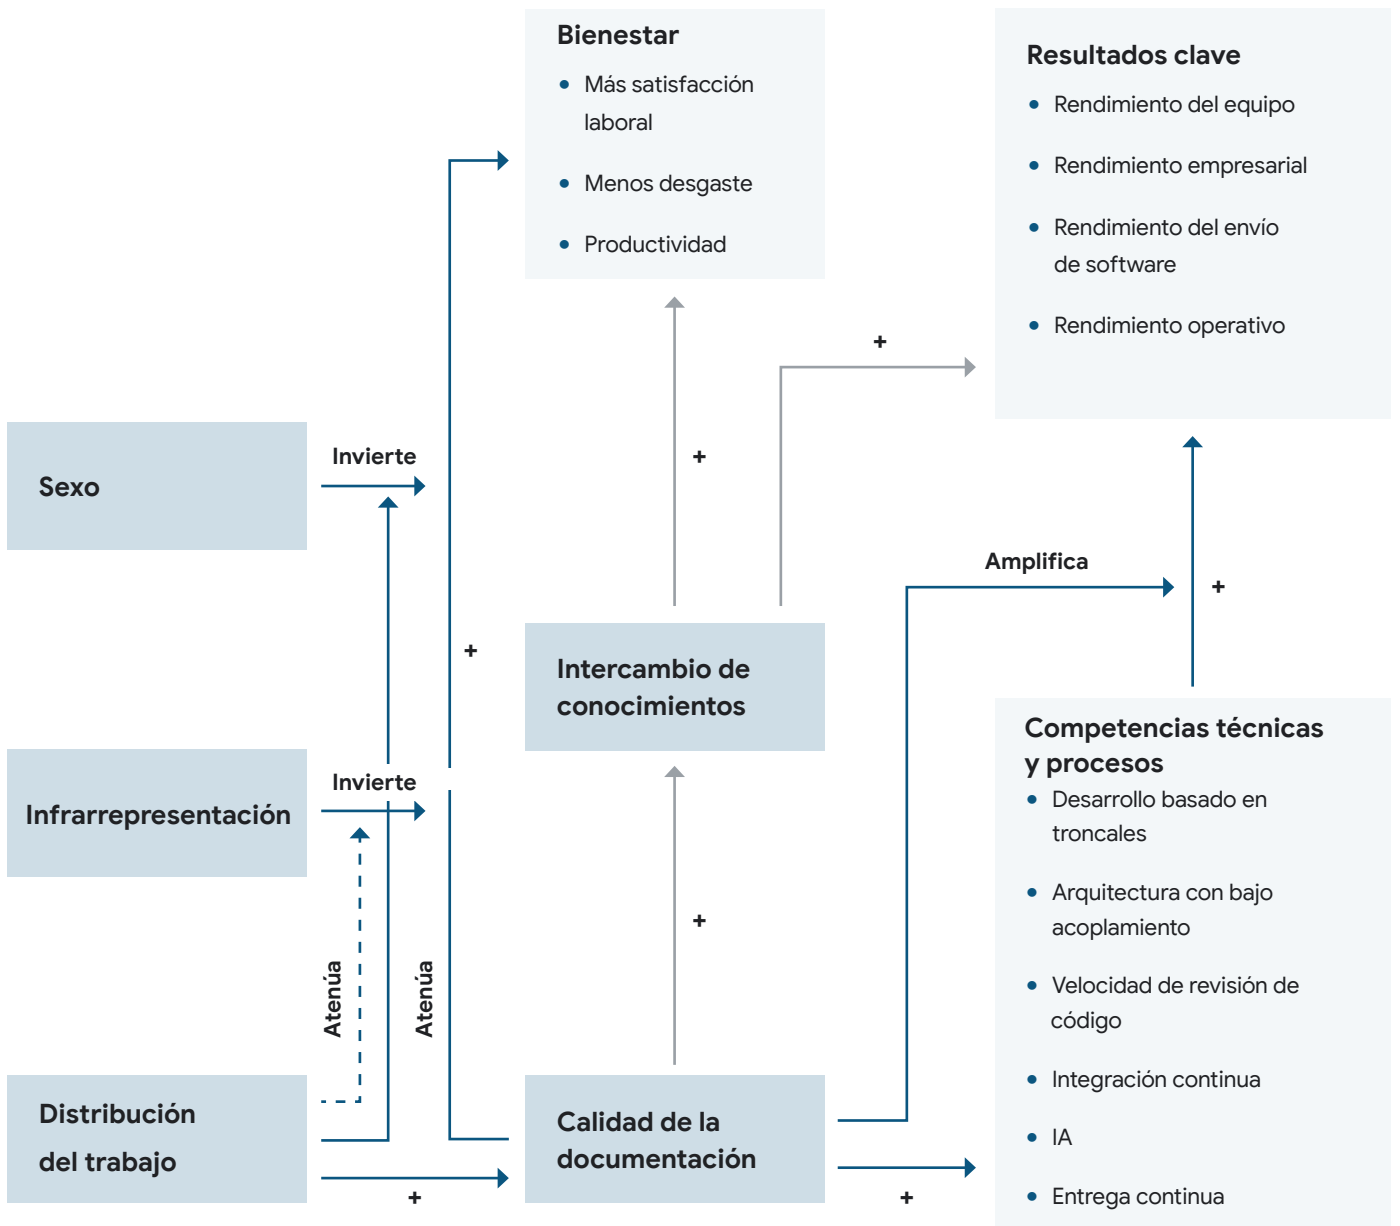 Bienestar
• Más satisfacción
laboral
• Menos desgaste
• Productividad
Resultados clave
• Rendimiento del equipo
• Rendimiento empresarial
• Rendimiento del envío
de software
• Rendimiento operativo
+
+
Invierte
Sexo
Amplifica
+
+
Intercambio de
conocimientos
Invierte
Infrarrepresentación
+
Atenúa
Atenúa
Competencias técnicas
y procesos
• Desarrollo basado en
troncales
• Arquitectura con bajo
acoplamiento
• Velocidad de revisión de
código
• Integración continua
• IA
• Entrega continua
Distribución
del trabajo
+
Calidad de la
documentación
+